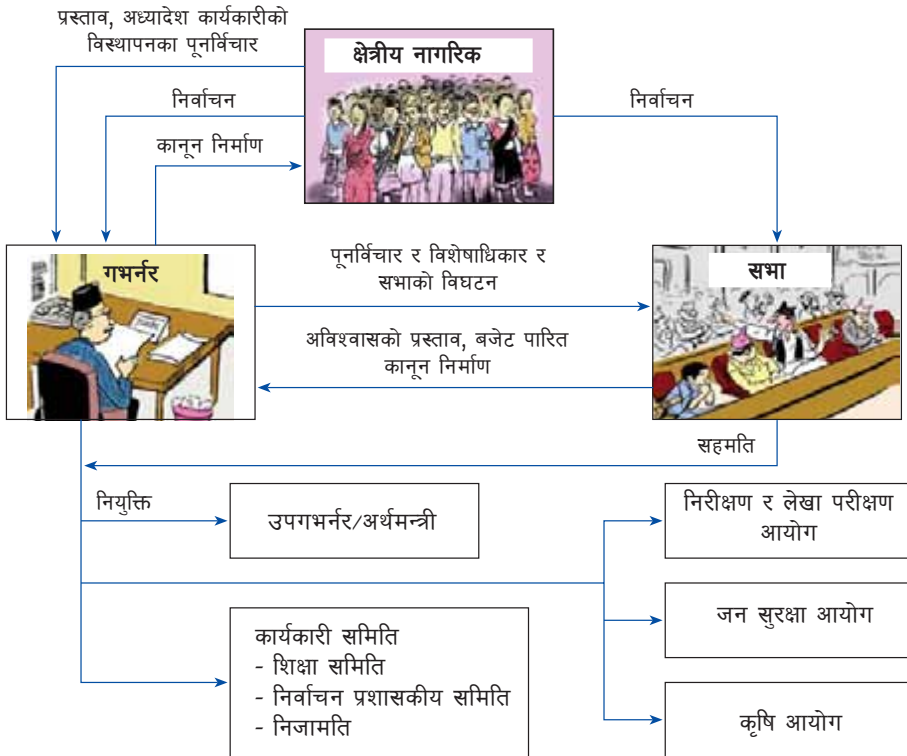 प्रस्ताव, अध्यादेश कार्यकारीको
विस्थापनका पूनर्विचार
क्षेत्रीय नागरिक
निर्वाचन
निर्वाचन
कानून निर्माण
गभर्नर
पूनर्विचार र विशेषाधिकार र
सभाको विघटन
सभा
अविश्वासको प्रस्ताव, बजेट पारित
कानून निर्माण
सहमति
नियुक्ति
उपगभर्नर/अर्थमन्त्री
निरीक्षण र लेखा परीक्षण
आयोग
जन सुरक्षा आयोग
कार्यकारी समिति
- शिक्षा समिति
- निर्वाचन प्रशासकीय समिति
- निजामति
कृषि आयोग